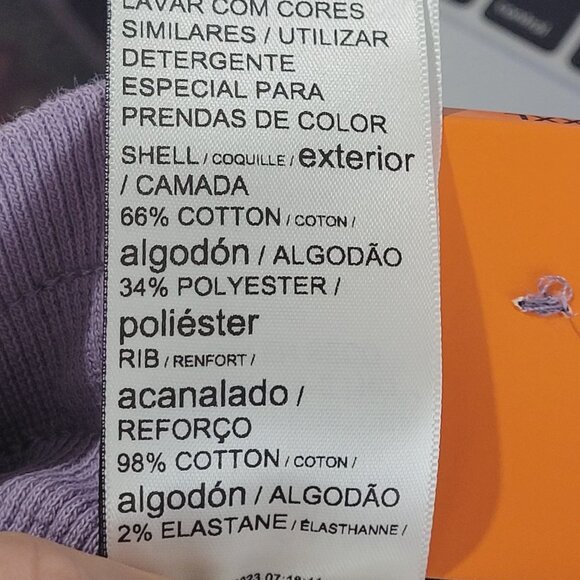 LAVAR COM CORES
SIMILARES / UTILIZAR
DETERGENTE
ESPECIAL PARA
PRENDAS DE COLOR
SHELL / COQUILLE / exterior
/ CAMADA
66% COTTON / COTON /
algodón / ALGODÃO
34% POLYESTER /
poliéster
RIB / RENFORT /
acanalado /
REFORÇO
98% COTTON / COTON /
algodón / ALGODÃO
2% ELASTANE / ÉLASTHANNE /
control